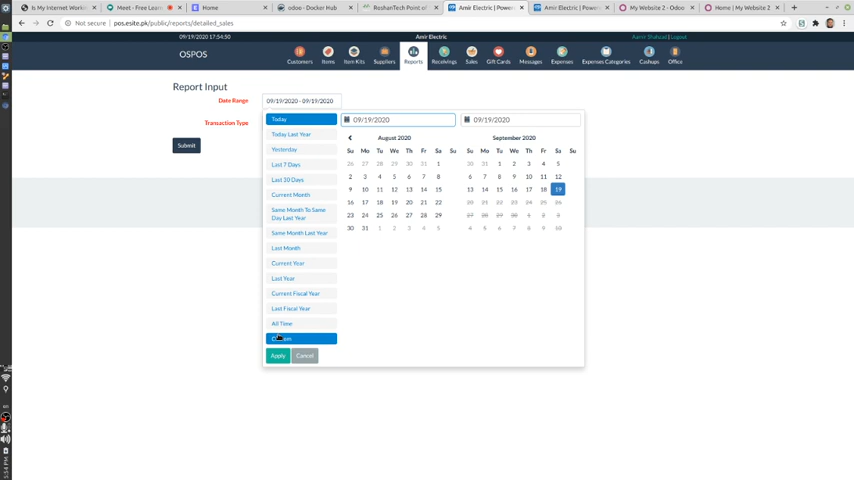 Is My Internet Workin
Meet - Free Learn
Home
odoo - Docker Hub
RoshanTech Point of
Amir Electric | Power
Amir Electric | Power
My Website 2 - Odoo
Home | My Website 2
Not secure | pos.esite.pk/public/reports/detailed_sales
09/19/2020 17:54:50
Amir Electric
| Logout
OSPOS
Customers
Items
Item Kits
Suppliers
Reports
Receivings
Sales
Gift Cards
Messages
Expenses
Expenses Categories
Cashups
Office
Report Input
Date Range
09/19/2020 - 09/19/2020
Transaction Type
Submit
Today
Today Last Year
Yesterday
Last 7 Days
Last 30 Days
Current Month
Same Month To Same
Day Last Year
Same Month Last Year
Last Month
Current Year
Last Year
Current Fiscal Year
Last Fiscal Year
All Time
Apply
Cancel
09/19/2020
09/19/2020
August 2020
Su Mo Tu We Th Fr Sa Su
26 27 28 29 30 31 1
2 3 4 5 6 7 8
9 10 11 12 13 14 15
16 17 18 19 20 21 22
23 24 25 26 27 28 29
30 31 1 2 3 4 5
September 2020
Su Mo Tu We Th Fr Sa Su
30 31 1 2 3 4 5
6 7 8 9 10 11 12
13 14 15 16 17 18 19
20 21 22 23 24 25 26
27 28 29 30 1 2 3
4 5 6 7 8 9 10
5:54 PM